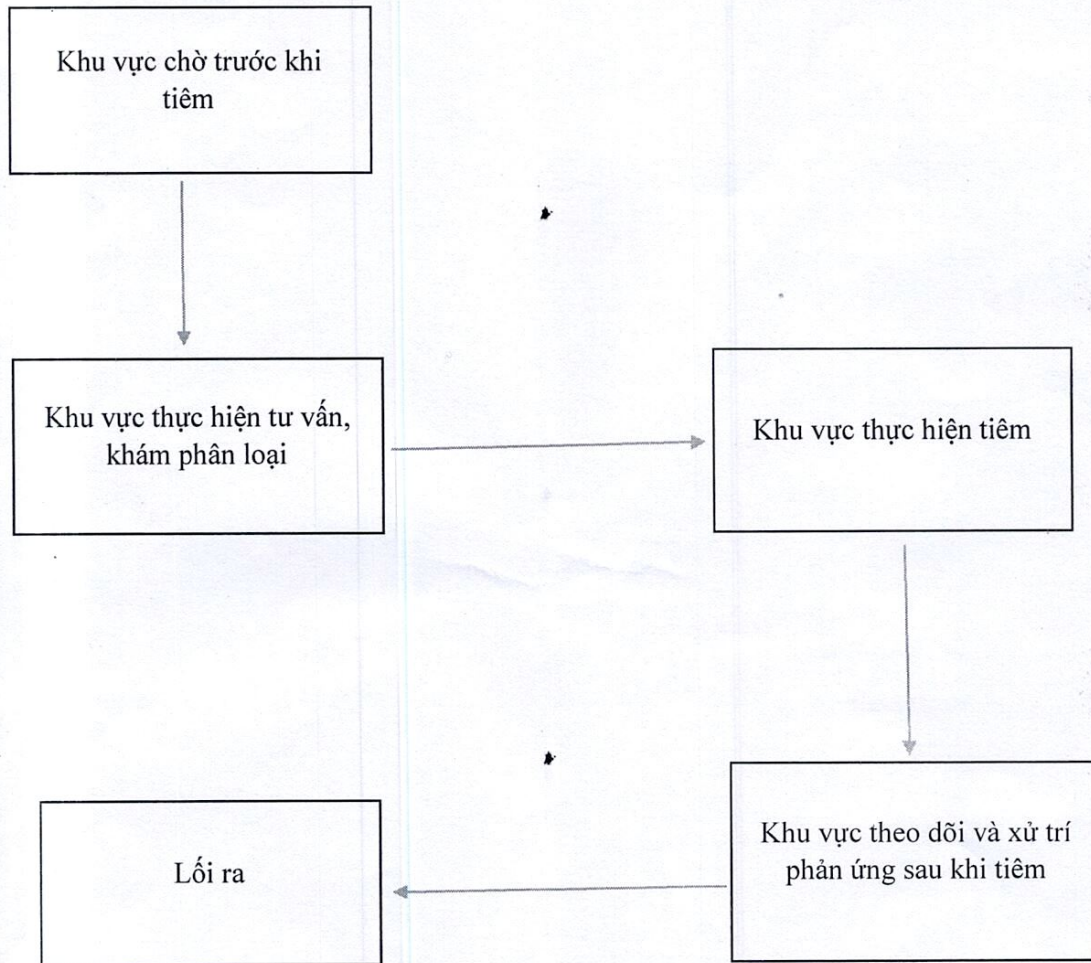 Khu vực chờ trước khi
tiêm
Khu vực thực hiện tư vấn,
khám phân loại
Khu vực thực hiện tiêm
Khu vực theo dõi và xử trí
phản ứng sau khi tiêm
Lối ra